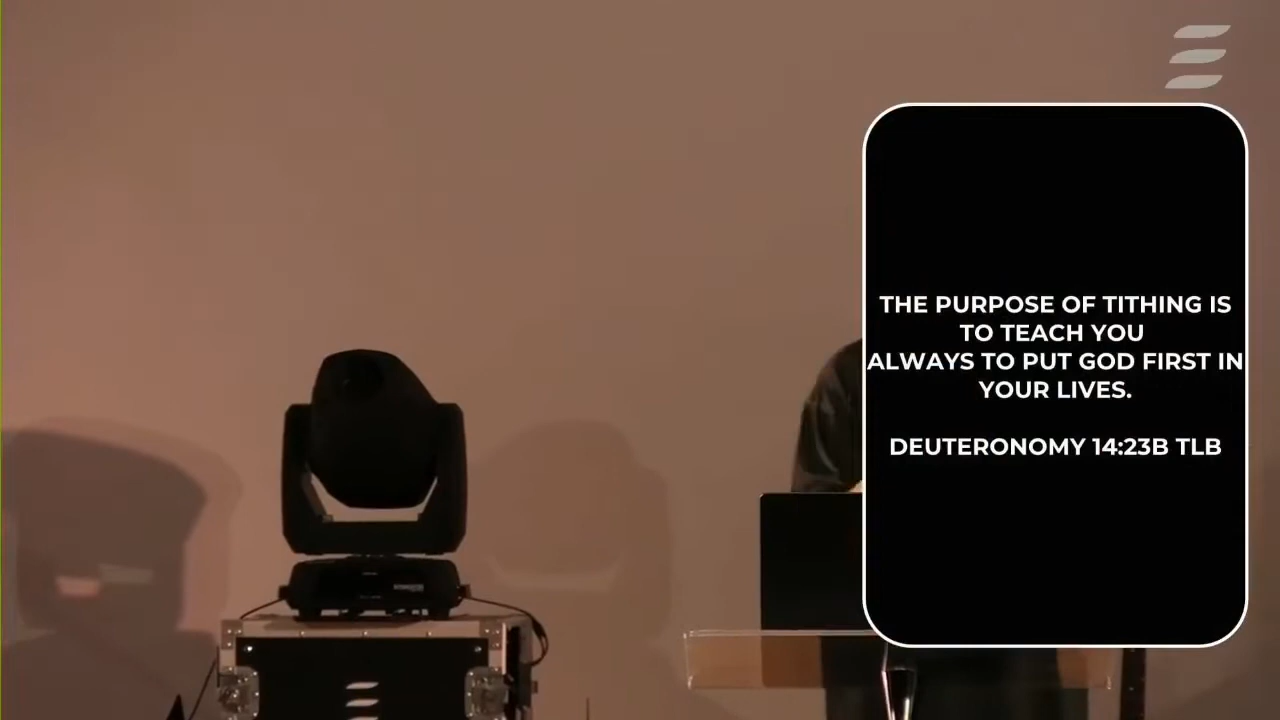 THE PURPOSE OF TITHING IS
TO TEACH YOU
ALWAYS TO PUT GOD FIRST IN
YOUR LIVES.
DEUTERONOMY 14:23B TLB